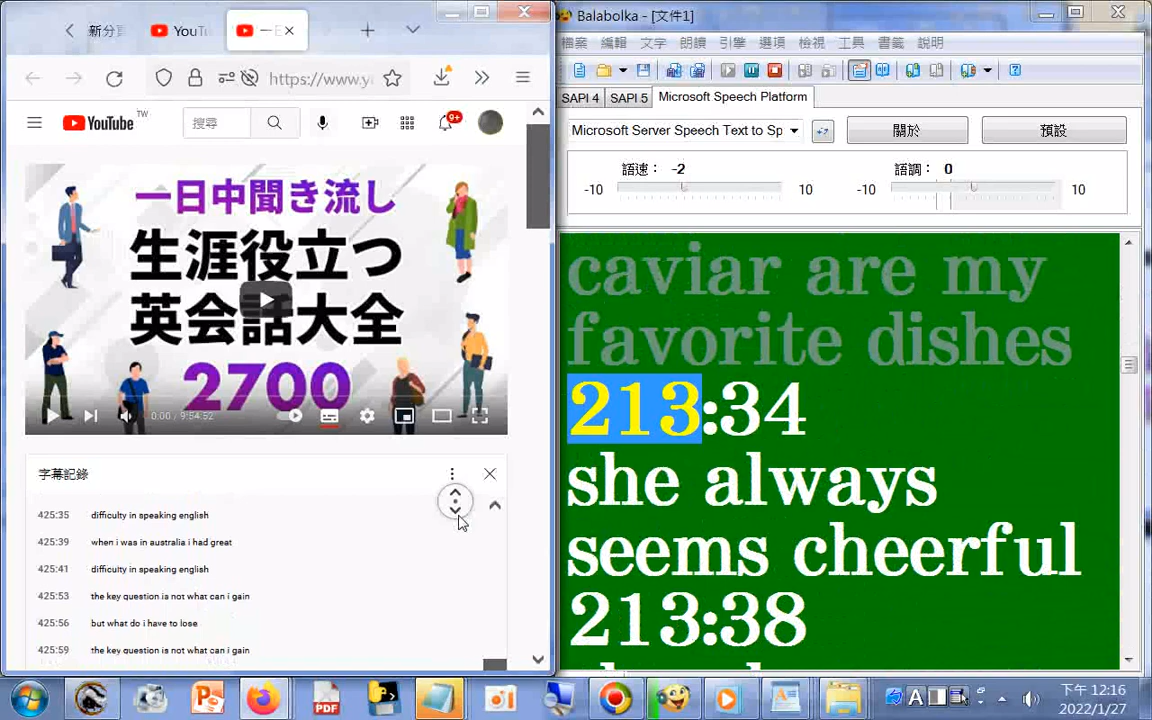 新分
YouTu
一日
https://www.y
Balabolka - [文件1]
檔案 編輯 文字 朗讀 引擎 選項 檢視 工具 書籤 說明
SAPI 4 SAPI 5 Microsoft Speech Platform
Microsoft Server Speech Text to Sp
關於
預設
語速： -2
-10 10
語調： 0
-10 10
YouTube TW
搜尋
9+
一日中聞き流し
生涯役立つ
英会話大全
2700
0:00 / 9:54:52
字幕記錄
425:35 difficulty in speaking english
425:39 when i was in australia i had great
425:41 difficulty in speaking english
425:53 the key question is not what can i gain
425:56 but what do i have to lose
425:59 the key question is not what can i gain
caviar are my
favorite dishes
213:34
she always
seems cheerful
213:38
PDF
A
下午 12:16
2022/1/27